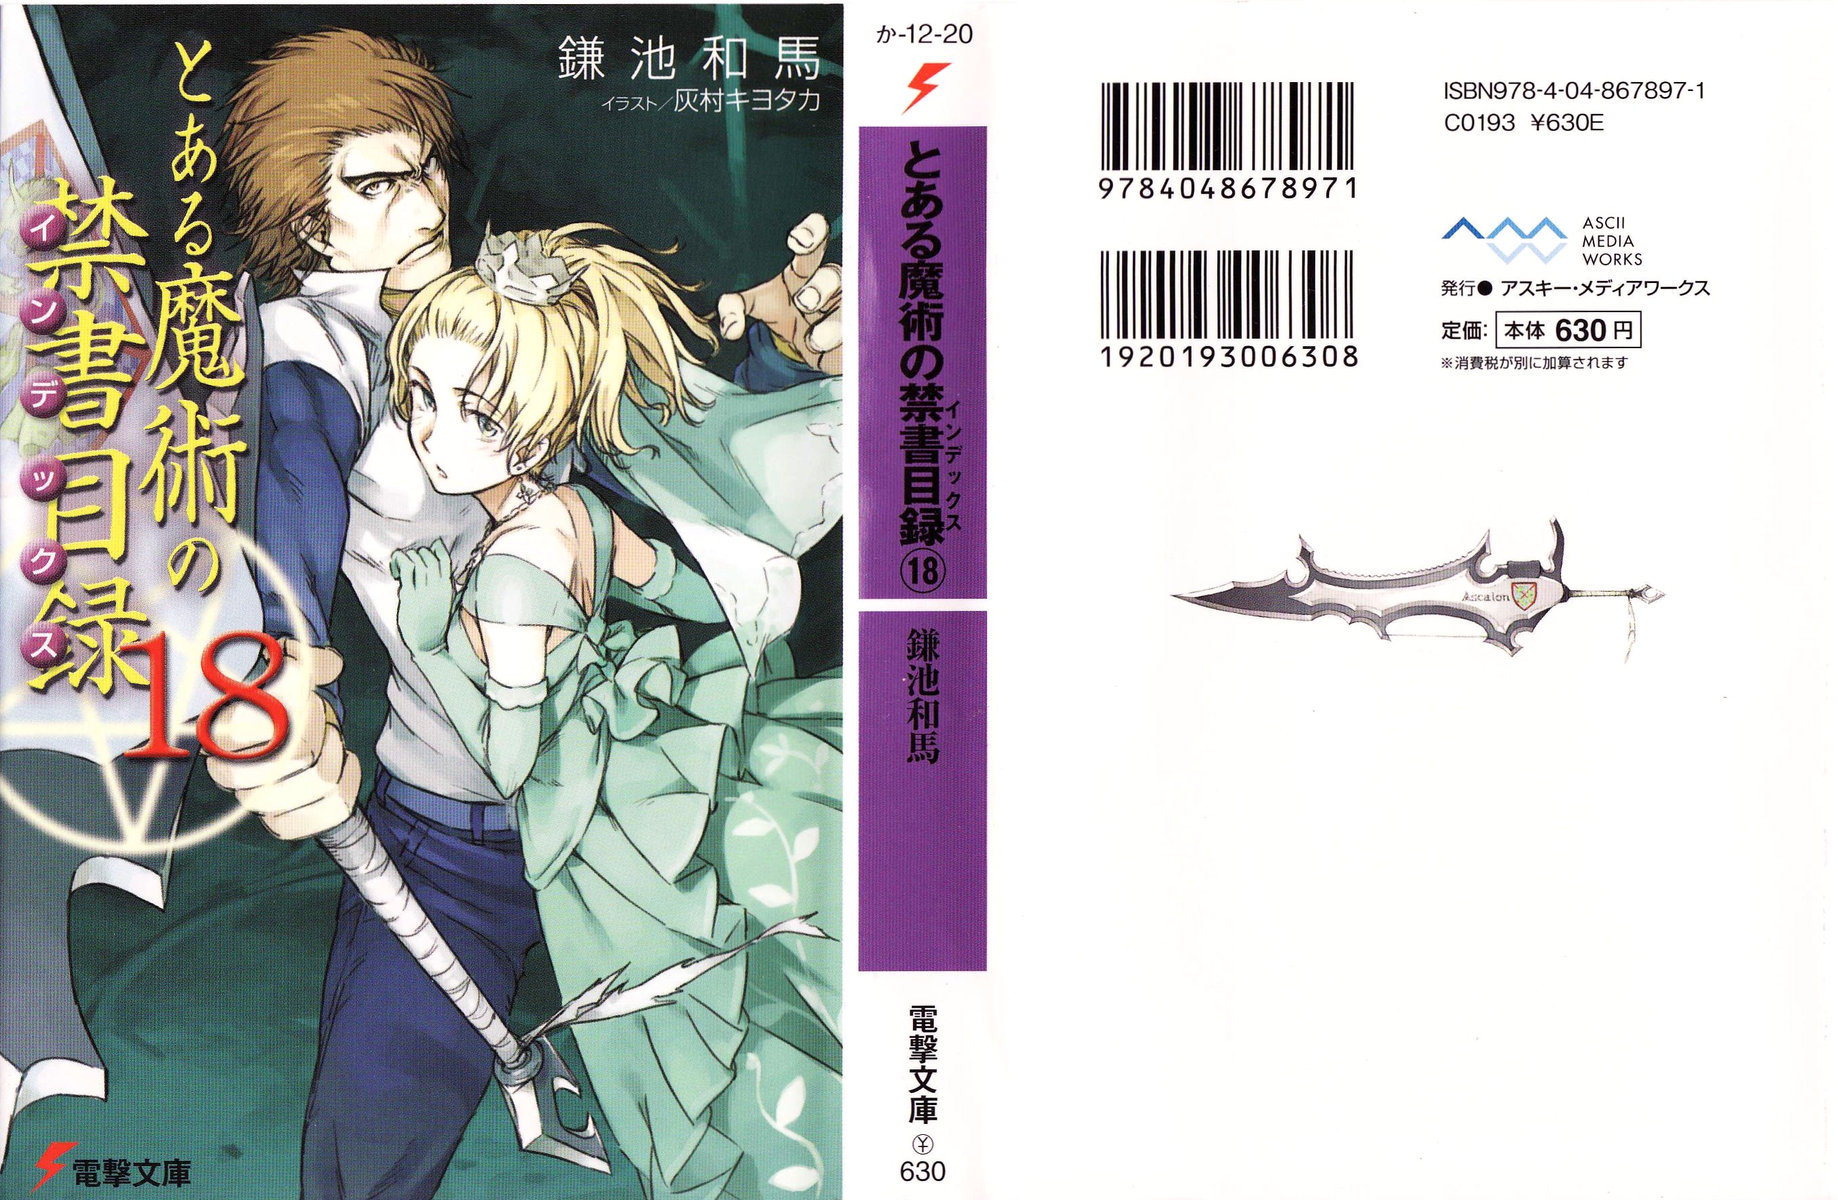 鎌池和馬
イラスト／灰村キヨタカ
とある魔術の
禁書目録
インデックス
18
電撃文庫
か-12-20
とある魔術の禁書目録⑱
インデックス
鎌池和馬
電撃文庫
¥
630
9784048678971
1920193006308
ISBN978-4-04-867897-1
C0193 ¥630E
ASCII
MEDIA
WORKS
発行●アスキー・メディアワークス
定価：本体630円
※消費税が別に加算されます
Ascalon